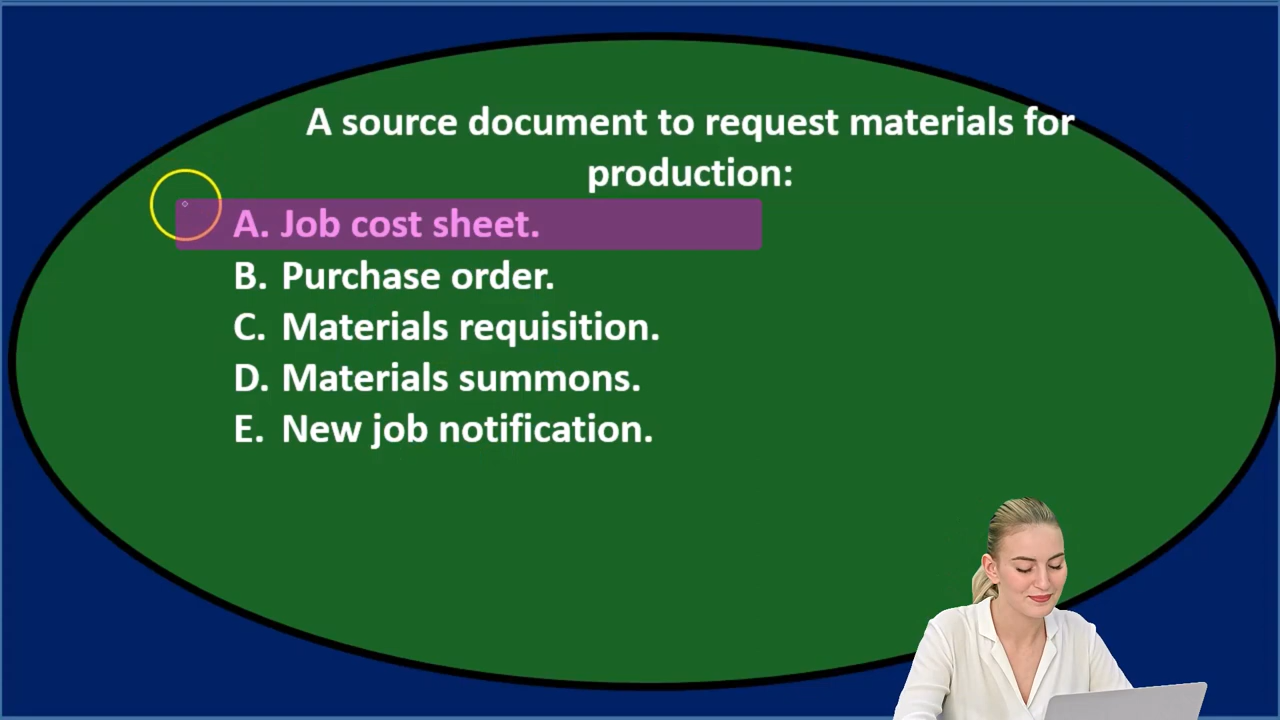 A source document to request materials for
production:
A. Job cost sheet.
B. Purchase order.
C. Materials requisition.
D. Materials summons.
E. New job notification.